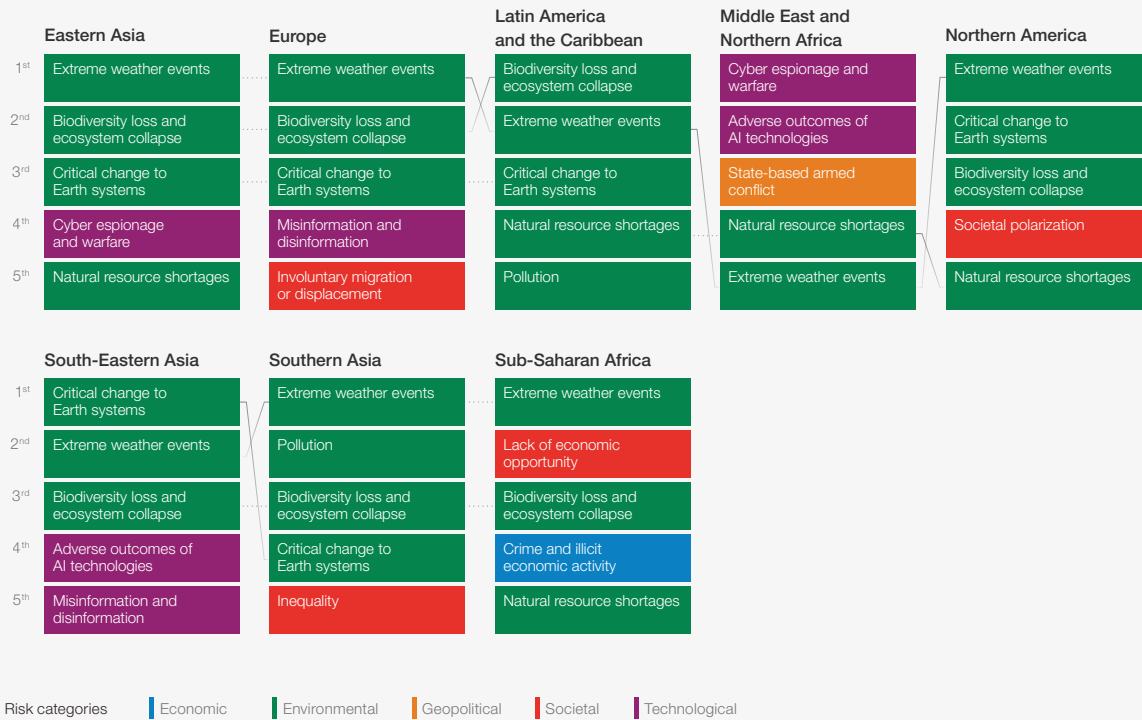 Eastern Asia
Europe
Latin America
and the Caribbean
Middle East and
Northern Africa
Northern America
1st
2nd
3rd
4th
5th
Extreme weather events
Biodiversity loss and
ecosystem collapse
Critical change to
Earth systems
Cyber espionage
and warfare
Natural resource shortages
Extreme weather events
Biodiversity loss and
ecosystem collapse
Critical change to
Earth systems
Misinformation and
disinformation
Involuntary migration
or displacement
Biodiversity loss and
ecosystem collapse
Extreme weather events
Critical change to
Earth systems
Natural resource shortages
Pollution
Cyber espionage and
warfare
Adverse outcomes of
AI technologies
State-based armed
conflict
Natural resource shortages
Extreme weather events
Extreme weather events
Critical change to
Earth systems
Biodiversity loss and
ecosystem collapse
Societal polarization
Natural resource shortages
South-Eastern Asia
Southern Asia
Sub-Saharan Africa
1st
2nd
3rd
4th
5th
Critical change to
Earth systems
Extreme weather events
Biodiversity loss and
ecosystem collapse
Adverse outcomes of
AI technologies
Misinformation and
disinformation
Extreme weather events
Pollution
Biodiversity loss and
ecosystem collapse
Critical change to
Earth systems
Inequality
Extreme weather events
Lack of economic
opportunity
Biodiversity loss and
ecosystem collapse
Crime and illicit
economic activity
Natural resource shortages
Risk categories
Economic
Environmental
Geopolitical
Societal
Technological